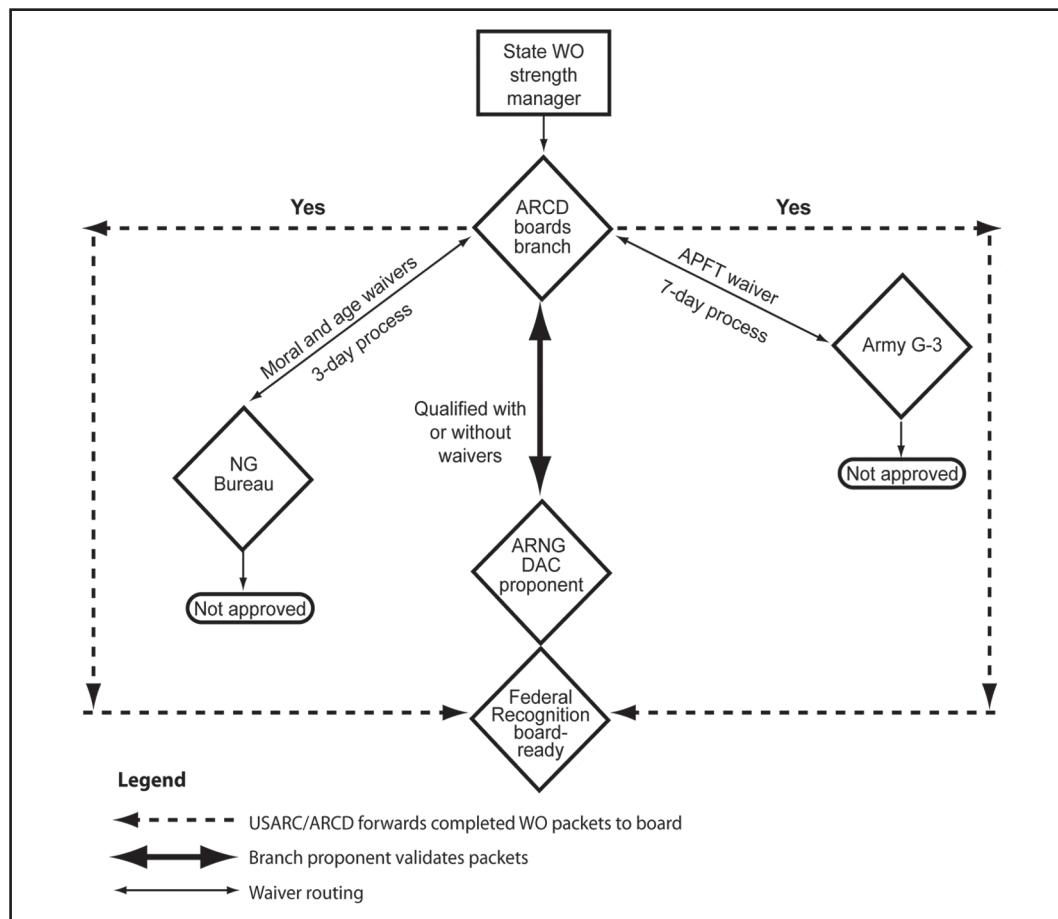 State WO
strength
manager
Yes
ARCD
boards
branch
Yes
Moral and age waivers
3-day process
APFT waiver
7-day process
Army G-3
Not approved
Qualified with
or without
waivers
NG
Bureau
Not approved
ARNG
DAC
proponent
Federal
Recognition
board-
ready
Legend
USARC/ARCD forwards completed WO packets to board
Branch proponent validates packets
Waiver routing